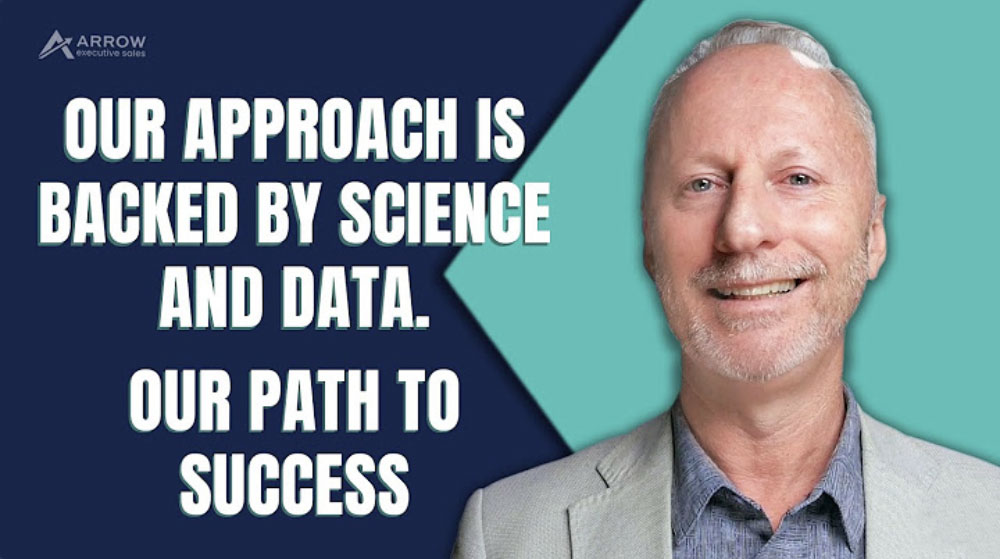 ARROW
executive sales
OUR APPROACH IS
BACKED BY SCIENCE
AND DATA.
OUR PATH TO
SUCCESS